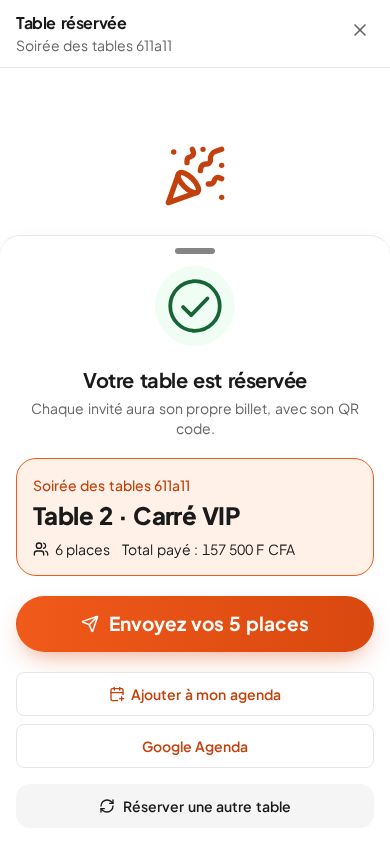 Table réservée
Soirée des tables 611a11
Votre table est réservée
Chaque invité aura son propre billet, avec son QR
code.
Soirée des tables 611a11
Table 2 · Carré VIP
6 places Total payé : 157 500 F CFA
Envoyez vos 5 places
Ajouter à mon agenda
Google Agenda
Réserver une autre table